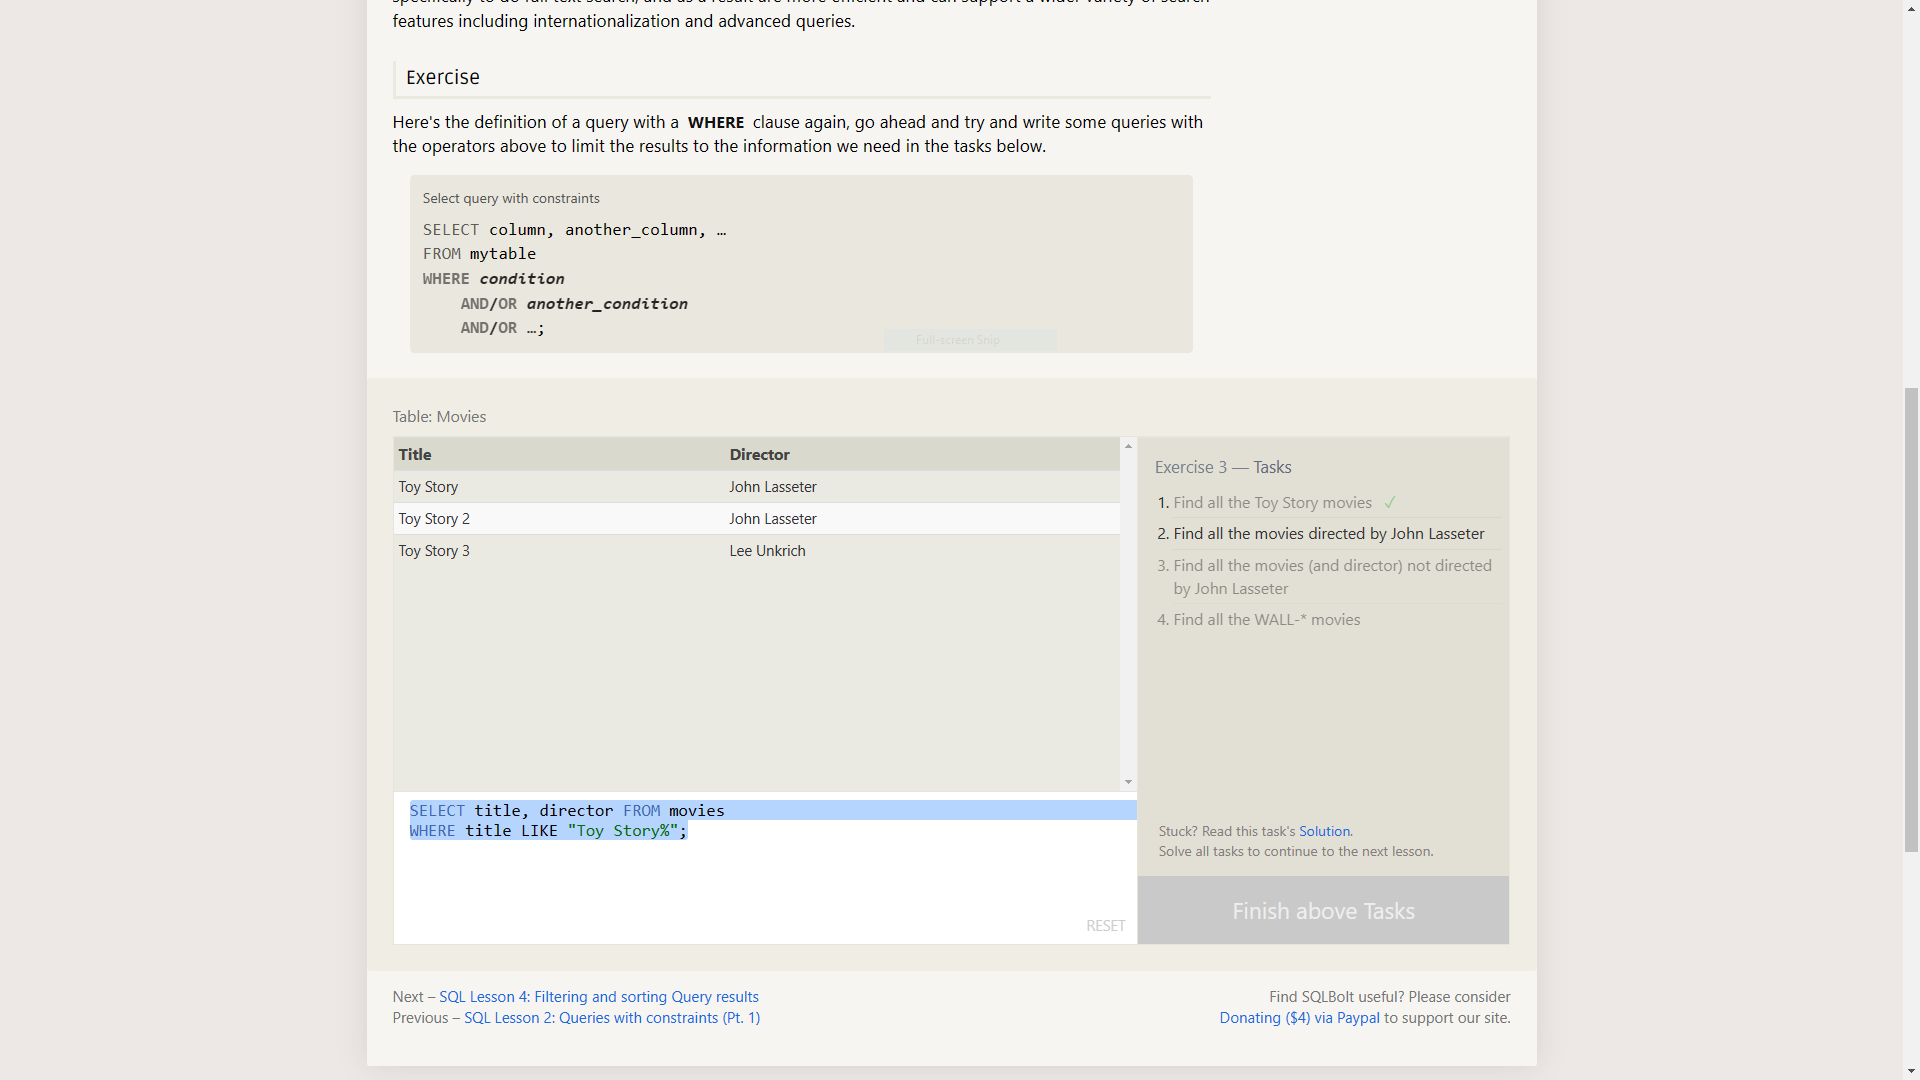 features including internationalization and advanced queries.
Exercise
Here's the definition of a query with a WHERE clause again, go ahead and try and write some queries with
the operators above to limit the results to the information we need in the tasks below.
Select query with constraints
SELECT column, another_column, …
FROM mytable
WHERE condition
AND/OR another_condition
AND/OR …;
Full-screen Snip
Table: Movies
Title Director
Toy Story John Lasseter
Toy Story 2 John Lasseter
Toy Story 3 Lee Unkrich
SELECT title, director FROM movies
WHERE title LIKE "Toy Story%";
RESET
Exercise 3 — Tasks
1. Find all the Toy Story movies ✓
2. Find all the movies directed by John Lasseter
3. Find all the movies (and director) not directed
by John Lasseter
4. Find all the WALL-* movies
Stuck? Read this task's Solution.
Solve all tasks to continue to the next lesson.
Finish above Tasks
Next – SQL Lesson 4: Filtering and sorting Query results
Previous – SQL Lesson 2: Queries with constraints (Pt. 1)
Find SQLBolt useful? Please consider
Donating ($4) via Paypal to support our site.